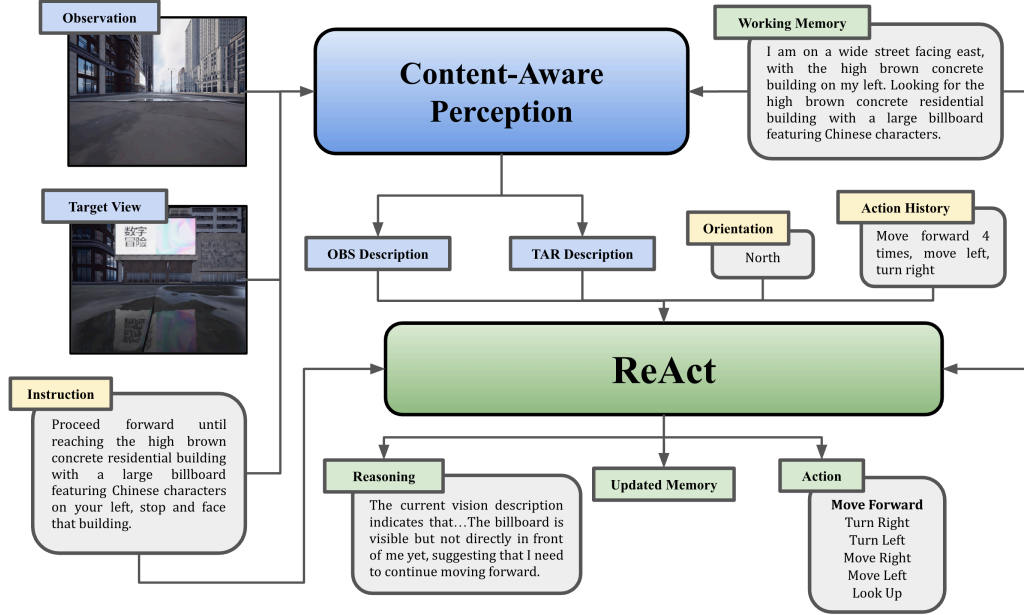 Observation
Content-Aware
Perception
Working Memory
I am on a wide street facing east,
with the high brown concrete
building on my left. Looking for the
high brown concrete residential
building with a large billboard
featuring Chinese characters.
Target View
数字
冒险
OBS Description
TAR Description
Orientation
North
Action History
Move forward 4
times, move left,
turn right
ReAct
Instruction
Proceed forward until
reaching the high brown
concrete residential building
with a large billboard
featuring Chinese characters
on your left, stop and face
that building.
Reasoning
The current vision description
indicates that…The billboard is
visible but not directly in front
of me yet, suggesting that I need
to continue moving forward.
Updated Memory
Action
Move Forward
Turn Right
Turn Left
Move Right
Move Left
Look Up